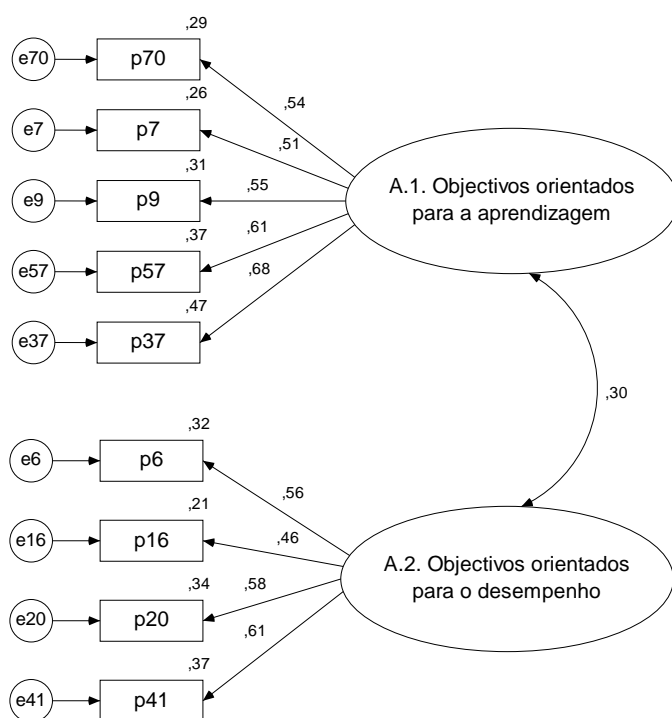 ,29
e70
p70
,54
,26
e7
p7
,51
,31
e9
p9
,55
A.1. Objectivos orientados
para a aprendizagem
,37
e57
p57
,61
,47
e37
p37
,68
,30
,32
e6
p6
,56
,21
e16
p16
,46
A.2. Objectivos orientados
para o desempenho
,34
e20
p20
,58
,37
e41
p41
,61